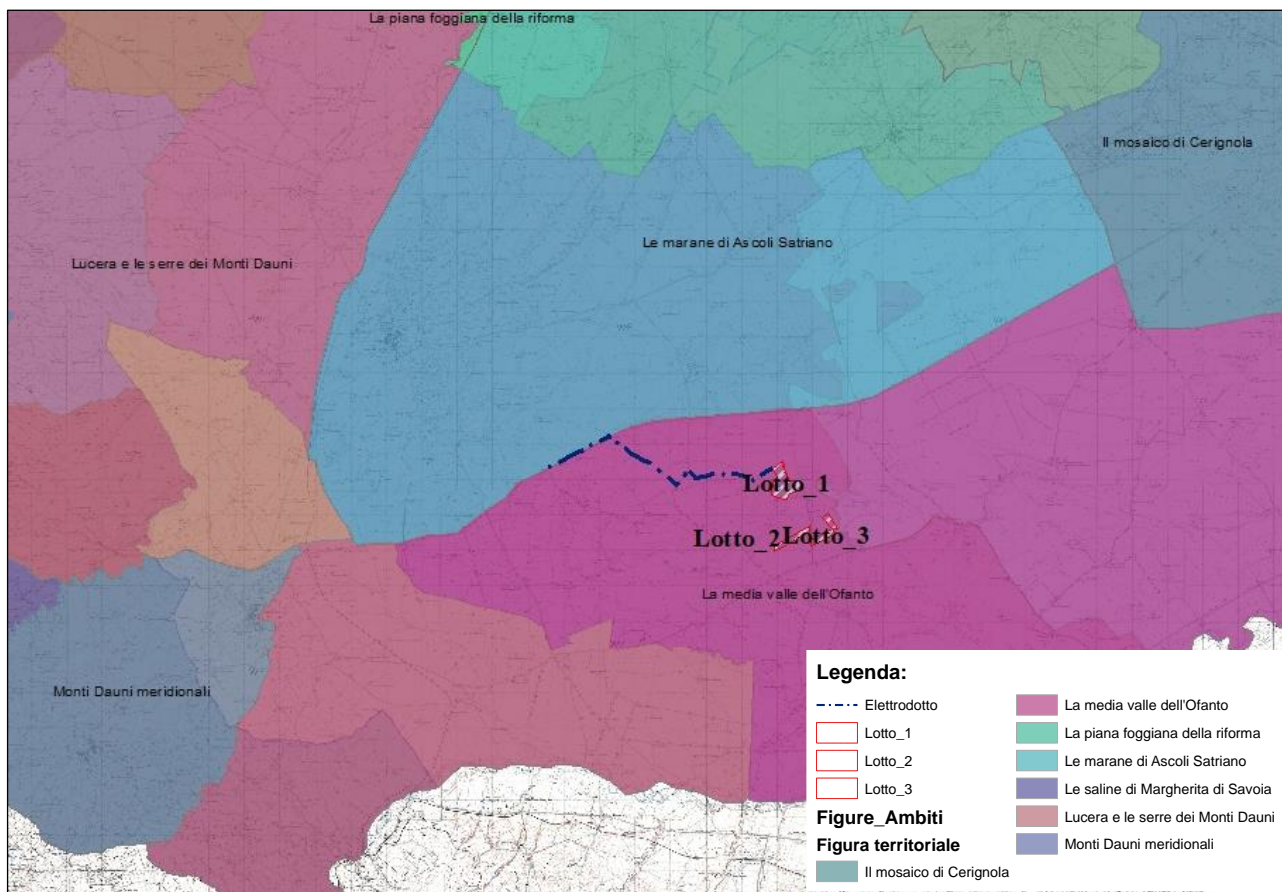 La piana foggiana della riforma
Il mosaico di Cerignola
Le marane di Ascoli Satriano
Lucera e le serre dei Monti Dauni
Lotto_1
Lotto_2
Lotto_3
La media valle dell'Ofanto
Monti Dauni meridionali
Legenda:
Elettrodotto
Lotto_1
Lotto_2
Lotto_3
Figure_Ambiti
Figura territoriale
Il mosaico di Cerignola
La media valle dell'Ofanto
La piana foggiana della riforma
Le marane di Ascoli Satriano
Le saline di Margherita di Savoia
Lucera e le serre dei Monti Dauni
Monti Dauni meridionali